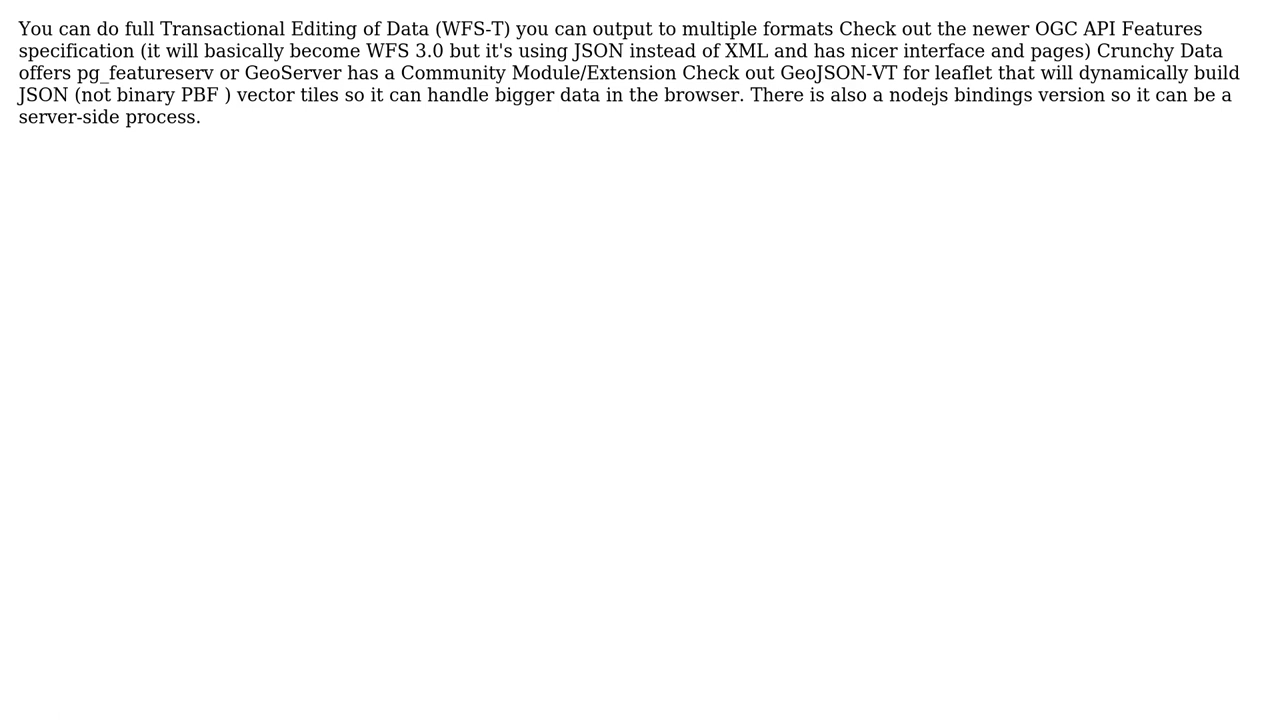 You can do full Transactional Editing of Data (WFS-T) you can output to multiple formats Check out the newer OGC API Features
specification (it will basically become WFS 3.0 but it's using JSON instead of XML and has nicer interface and pages) Crunchy Data
offers pg_featureserv or GeoServer has a Community Module/Extension Check out GeoJSON-VT for leaflet that will dynamically build
JSON (not binary PBF ) vector tiles so it can handle bigger data in the browser. There is also a nodejs bindings version so it can be a
server-side process.